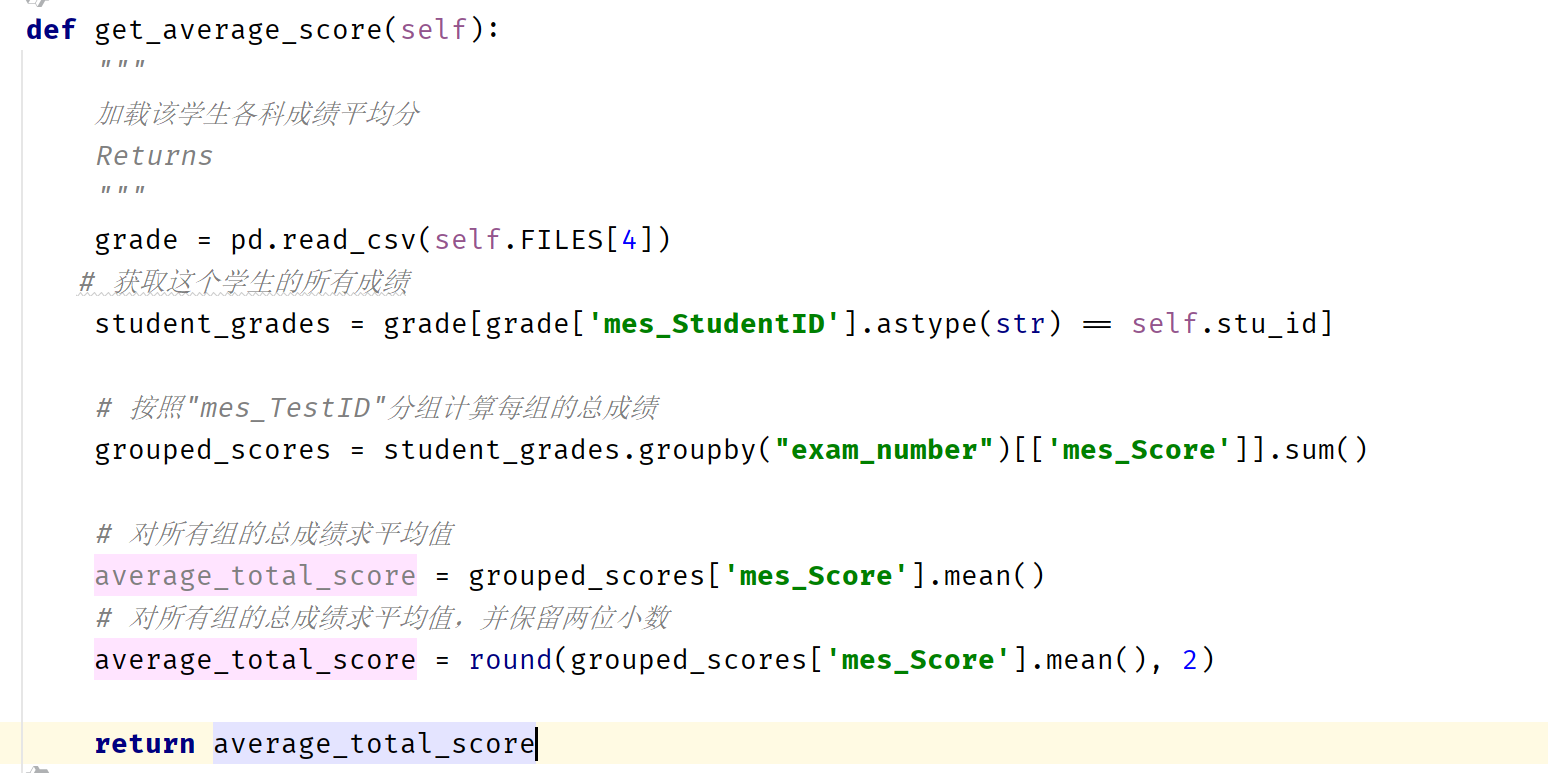 def get_average_score(self):
"""
加载该学生各科成绩平均分
Returns
"""
grade = pd.read_csv(self.FILES[4])
# 获取这个学生的所有成绩
student_grades = grade[grade['mes_StudentID'].astype(str) == self.stu_id]
# 按照"mes_TestID"分组计算每组的总成绩
grouped_scores = student_grades.groupby("exam_number")[['mes_Score']].sum()
# 对所有组的总成绩求平均值
average_total_score = grouped_scores['mes_Score'].mean()
# 对所有组的总成绩求平均值，并保留两位小数
average_total_score = round(grouped_scores['mes_Score'].mean(), 2)
return average_total_score